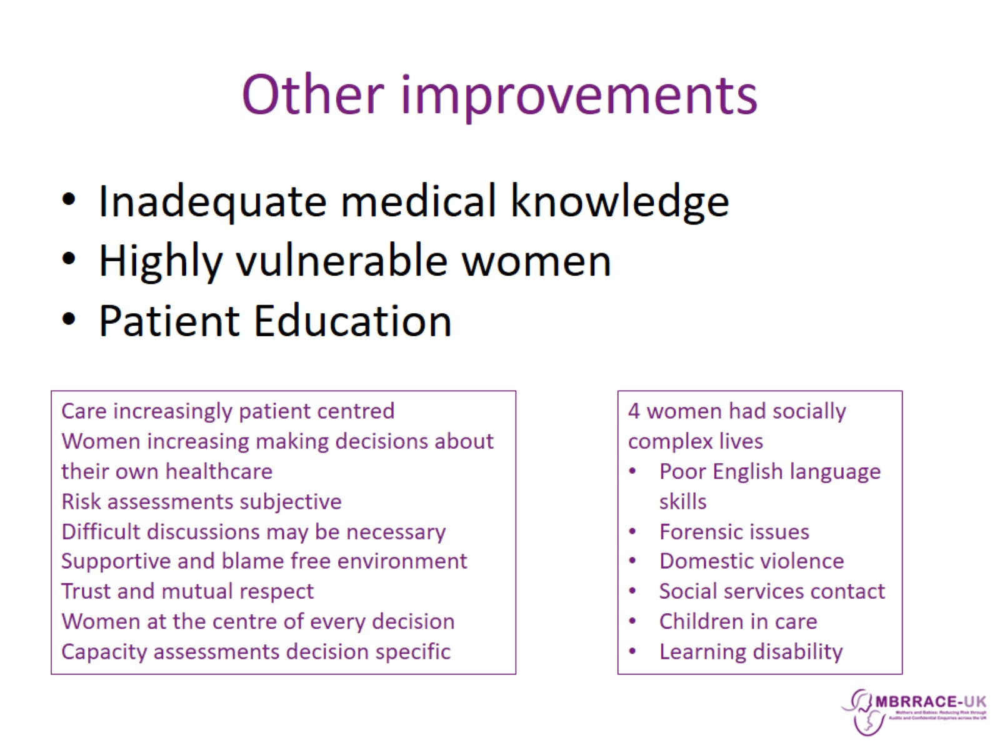 Other improvements
• Inadequate medical knowledge
• Highly vulnerable women
• Patient Education
Care increasingly patient centred
Women increasing making decisions about
their own healthcare
Risk assessments subjective
Difficult discussions may be necessary
Supportive and blame free environment
Trust and mutual respect
Women at the centre of every decision
Capacity assessments decision specific
4 women had socially
complex lives
• Poor English language
skills
• Forensic issues
• Domestic violence
• Social services contact
• Children in care
• Learning disability
MBRRACE-UK
Mothers and Babies: Reducing Risk through
Audits and Confidential Enquiries across the UK